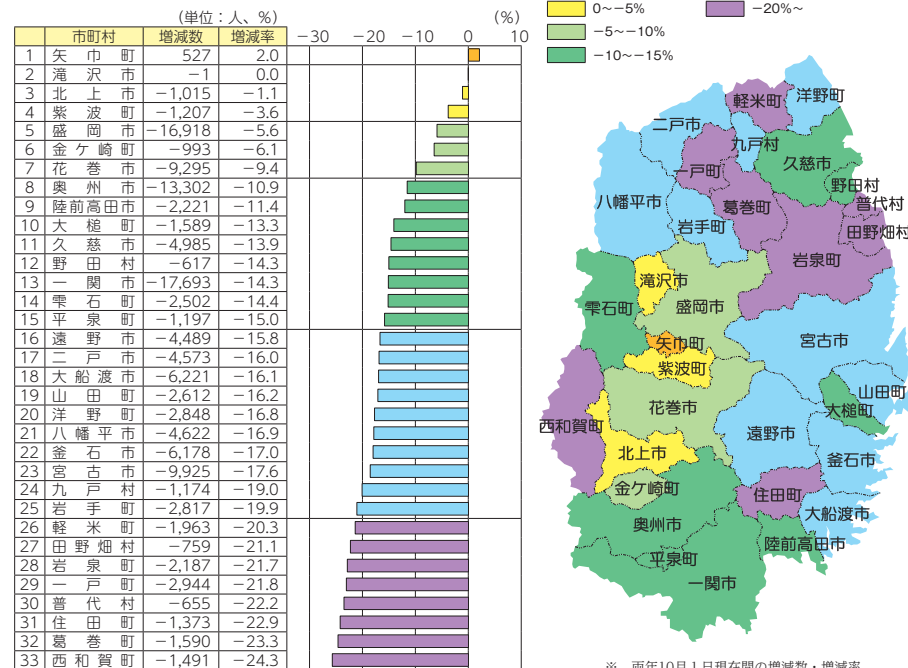 （単位：人、％）
市町村 増減数 増減率
1 矢巾町 527 2.0
2 滝沢市 −1 0.0
3 北上市 −1,015 −1.1
4 紫波町 −1,207 −3.6
5 盛岡市 −16,918 −5.6
6 金ケ崎町 −993 −6.1
7 花巻市 −9,295 −9.4
8 奥州市 −13,302 −10.9
9 陸前高田市 −2,221 −11.4
10 大槌町 −1,589 −13.3
11 久慈市 −4,985 −13.9
12 野田村 −617 −14.3
13 一関市 −17,693 −14.3
14 雫石町 −2,502 −14.4
15 平泉町 −1,197 −15.0
16 遠野市 −4,489 −15.8
17 二戸市 −4,573 −16.0
18 大船渡市 −6,221 −16.1
19 山田町 −2,612 −16.2
20 洋野町 −2,848 −16.8
21 八幡平市 −4,622 −16.9
22 釜石市 −6,178 −17.0
23 宮古市 −9,925 −17.6
24 九戸村 −1,174 −19.0
25 岩手町 −2,817 −19.9
26 軽米町 −1,963 −20.3
27 田野畑村 −759 −21.1
28 岩泉町 −2,187 −21.7
29 一戸町 −2,944 −21.8
30 普代村 −655 −22.2
31 住田町 −1,373 −22.9
32 葛巻町 −1,590 −23.3
33 西和賀町 −1,491 −24.3
（％）
−30 −20 −10 0 10
0〜−5％ −20％〜
−5〜−10％
−10〜−15％
軽米町
洋野町
二戸市
九戸村
一戸町
久慈市
野田村
八幡平市
葛巻町
普代村
岩手町
田野畑村
岩泉町
滝沢市
雫石町
盛岡市
矢巾町
宮古市
紫波町
山田町
花巻市
大槌町
西和賀町
遠野市
北上市
釜石市
金ケ崎町
住田町
奥州市
大船渡市
陸前高田市
平泉町
一関市
※ 両年10月１日現在間の増減数・増減率